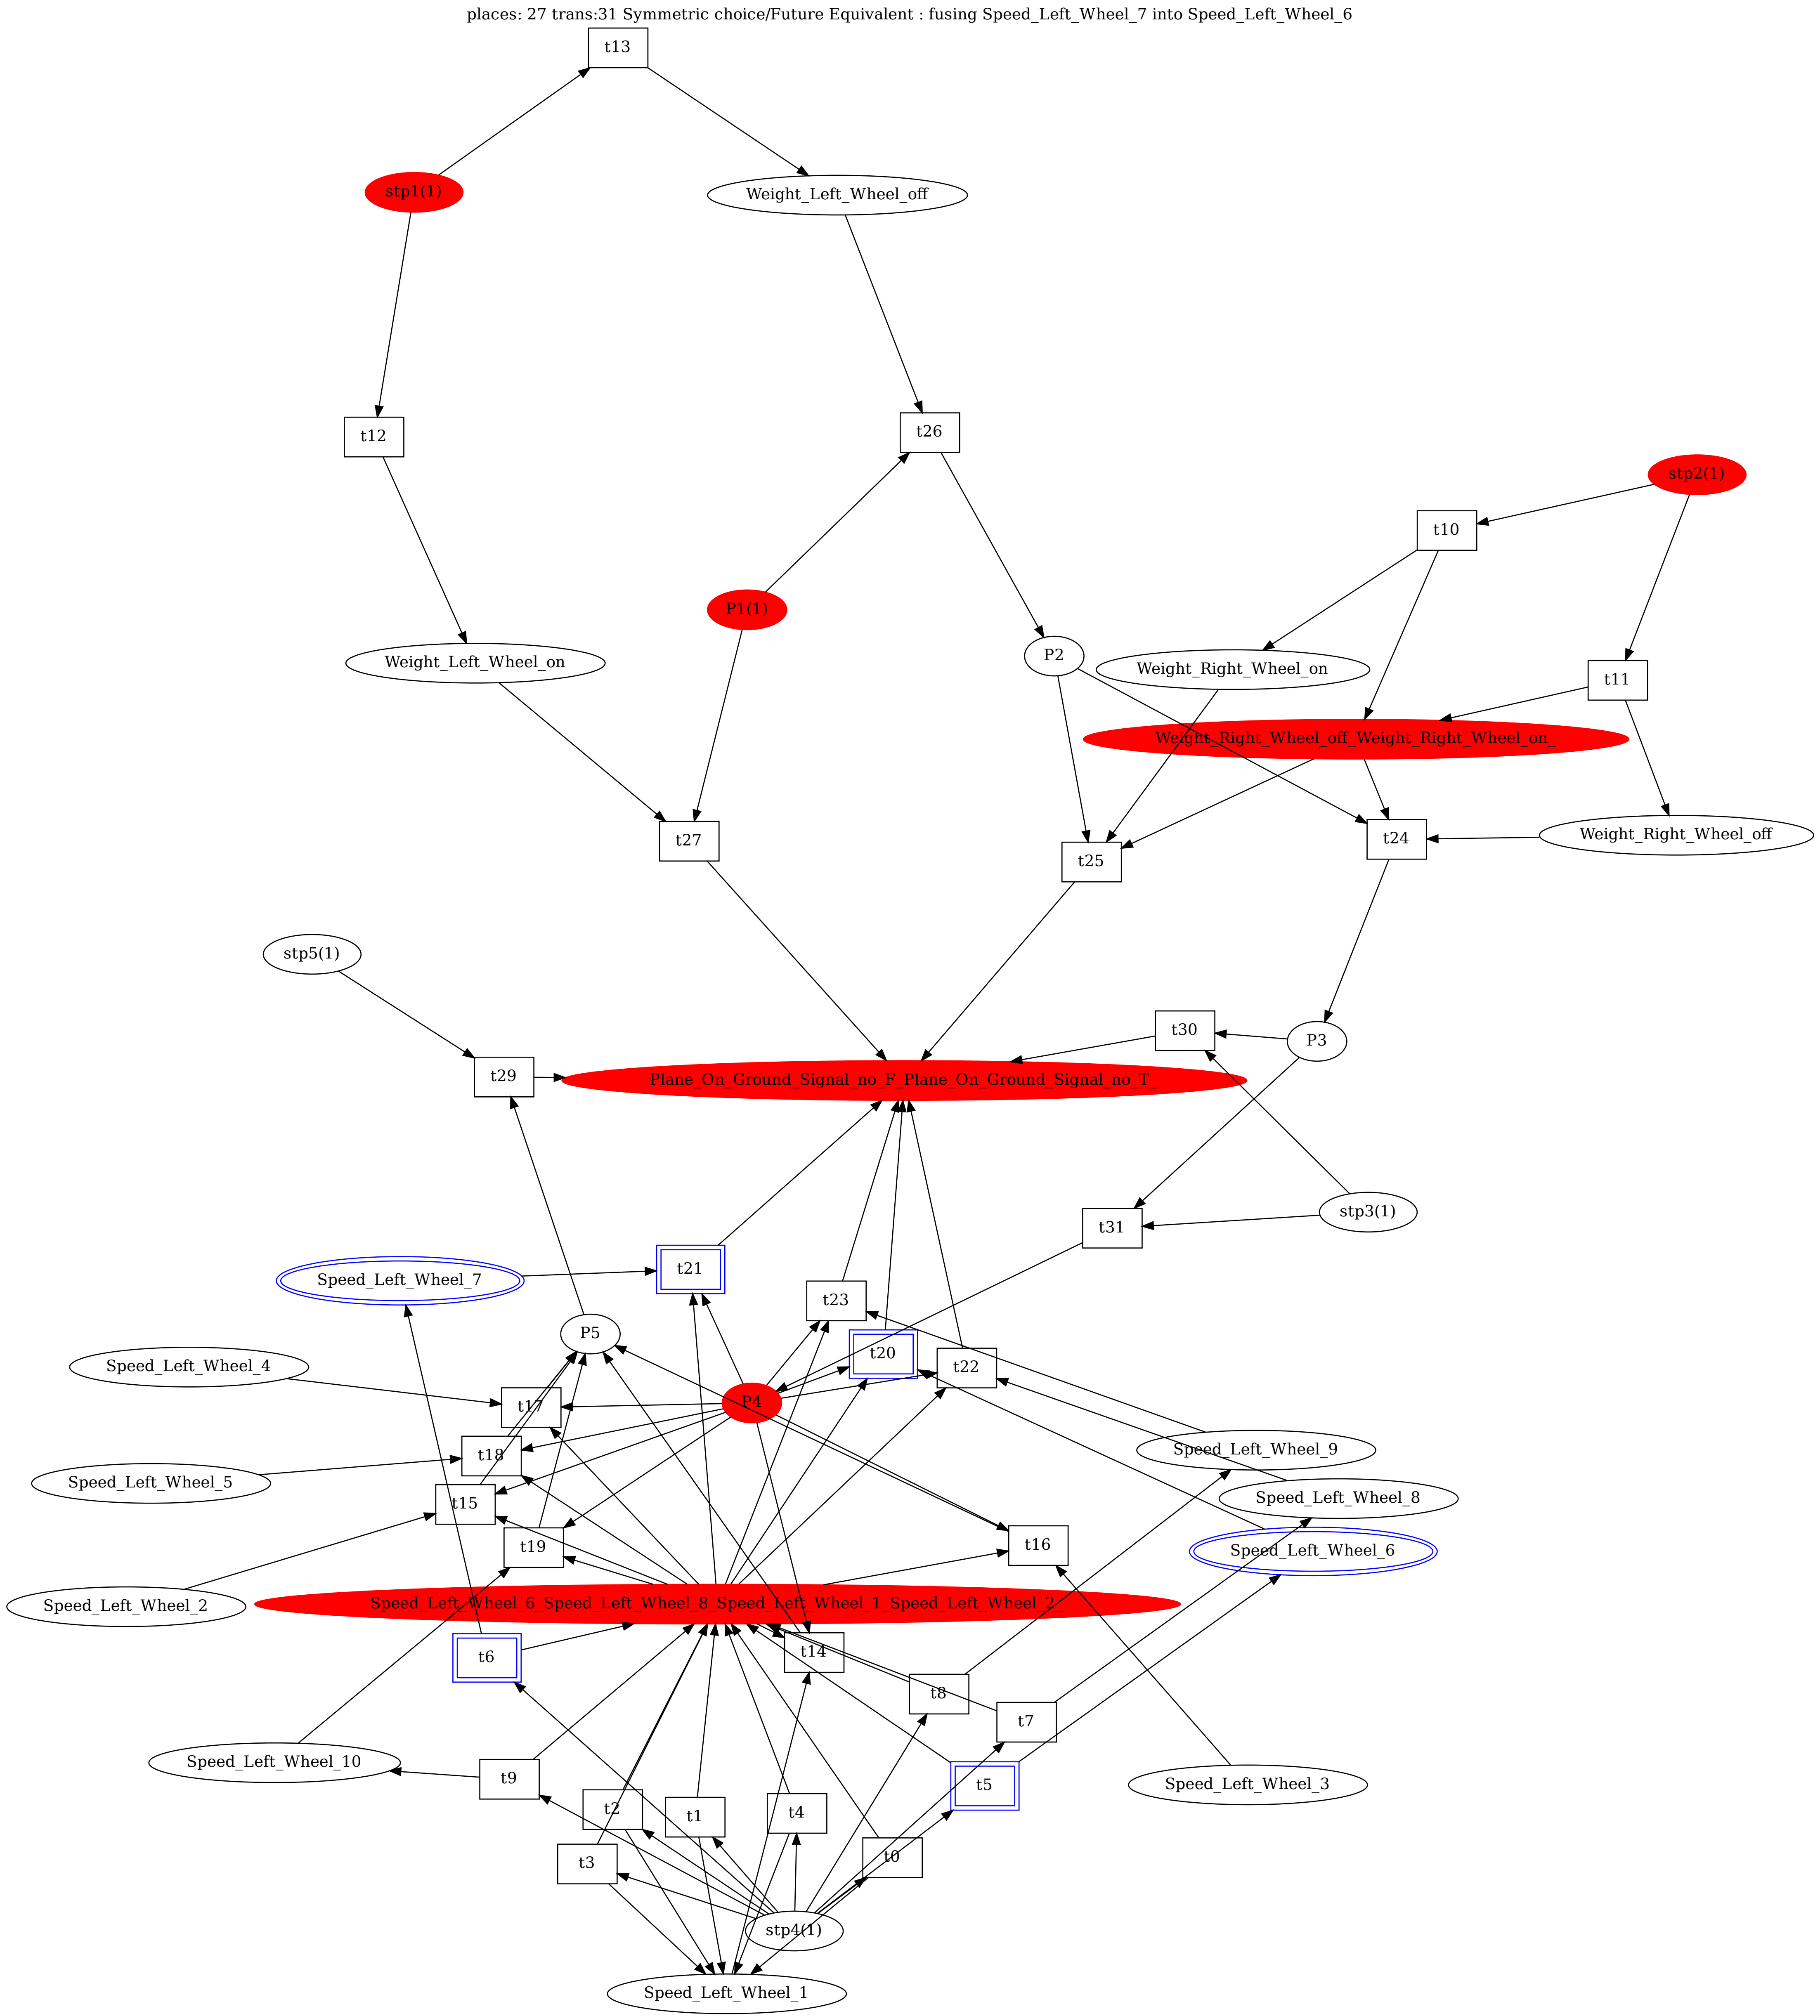 places: 27 trans:31 Symmetric choice/Future Equivalent : fusing Speed_Left_Wheel_7 into Speed_Left_Wheel_6
t13
stp1(1)
Weight_Left_Wheel_off
t12
t26
stp2(1)
t10
P1(1)
P2
Weight_Left_Wheel_on
Weight_Right_Wheel_on
t11
Weight_Right_Wheel_off_Weight_Right_Wheel_on_
t27
t25
t24
Weight_Right_Wheel_off
stp5(1)
t30
P3
t29
Plane_On_Ground_Signal_no_F_Plane_On_Ground_Signal_no_T_
stp3(1)
t31
Speed_Left_Wheel_7
t21
t23
P5
t20
Speed_Left_Wheel_4
t22
t17
P4
t18
Speed_Left_Wheel_9
Speed_Left_Wheel_5
Speed_Left_Wheel_8
t15
t19
t16
Speed_Left_Wheel_6
Speed_Left_Wheel_2
Speed_Left_Wheel_6_Speed_Left_Wheel_8_Speed_Left_Wheel_1_Speed_Left_Wheel_2_
t6
t14
t8
t7
Speed_Left_Wheel_10
t9
t5
Speed_Left_Wheel_3
t2
t1
t4
t3
t0
stp4(1)
Speed_Left_Wheel_1